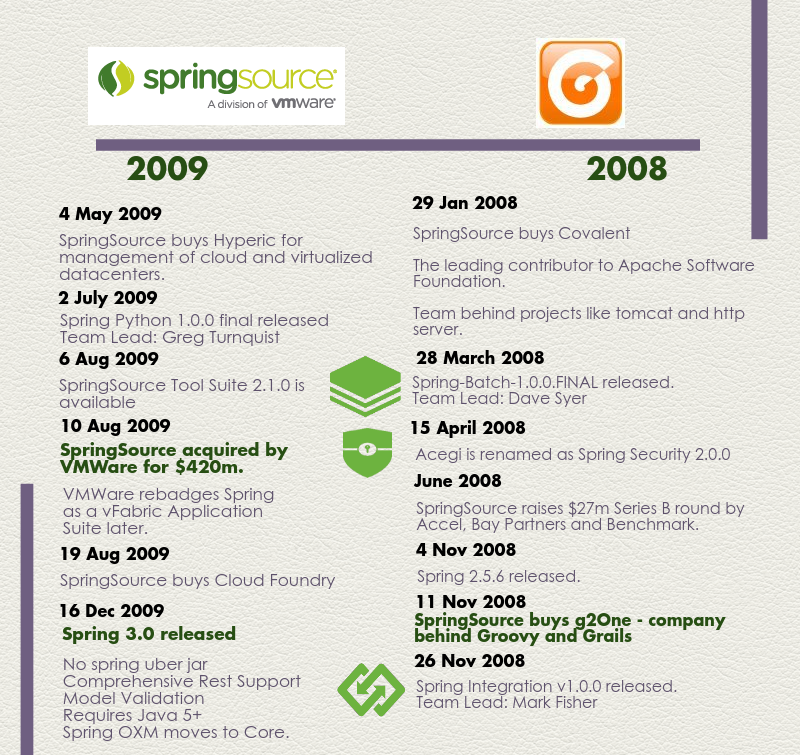 springsource
A division of vmware
2009
4 May 2009
SpringSource buys Hyperic for
management of cloud and virtualized
datacenters.
2 July 2009
Spring Python 1.0.0 final released
Team Lead: Greg Turnquist
6 Aug 2009
SpringSource Tool Suite 2.1.0 is
available
10 Aug 2009
SpringSource acquired by
VMWare for $420m.
VMWare rebadges Spring
as a vFabric Application
Suite later.
19 Aug 2009
SpringSource buys Cloud Foundry
16 Dec 2009
Spring 3.0 released
No spring uber jar
Comprehensive Rest Support
Model Validation
Requires Java 5+
Spring OXM moves to Core.
2008
29 Jan 2008
SpringSource buys Covalent
The leading contributor to Apache Software
Foundation.
Team behind projects like tomcat and http
server.
28 March 2008
Spring-Batch-1.0.0.FINAL released.
Team Lead: Dave Syer
15 April 2008
Acegi is renamed as Spring Security 2.0.0
June 2008
SpringSource raises $27m Series B round by
Accel, Bay Partners and Benchmark.
4 Nov 2008
Spring 2.5.6 released.
11 Nov 2008
SpringSource buys g2One - company
behind Groovy and Grails
26 Nov 2008
Spring Integration v1.0.0 released.
Team Lead: Mark Fisher